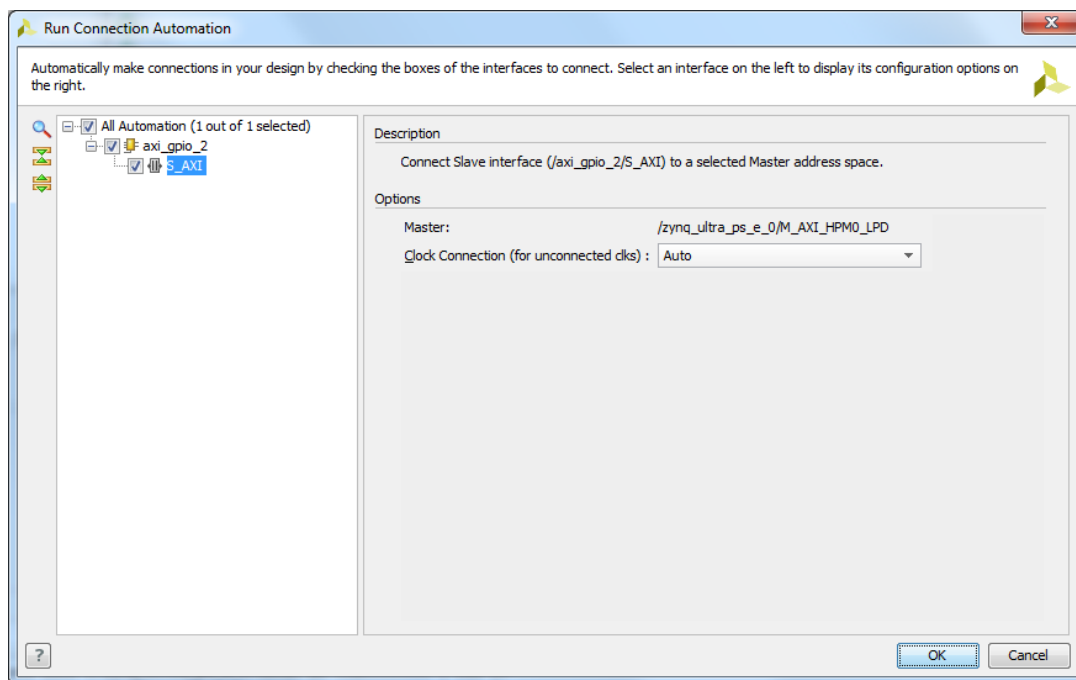 Run Connection Automation
Automatically make connections in your design by checking the boxes of the interfaces to connect. Select an interface on the left to display its configuration options on
the right.
All Automation (1 out of 1 selected)
axi_gpio_2
S_AXI
Description
Connect Slave interface (/axi_gpio_2/S_AXI) to a selected Master address space.
Options
Master: /zynq_ultra_ps_e_0/M_AXI_HPM0_LPD
Clock Connection (for unconnected clks) : Auto
? OK Cancel